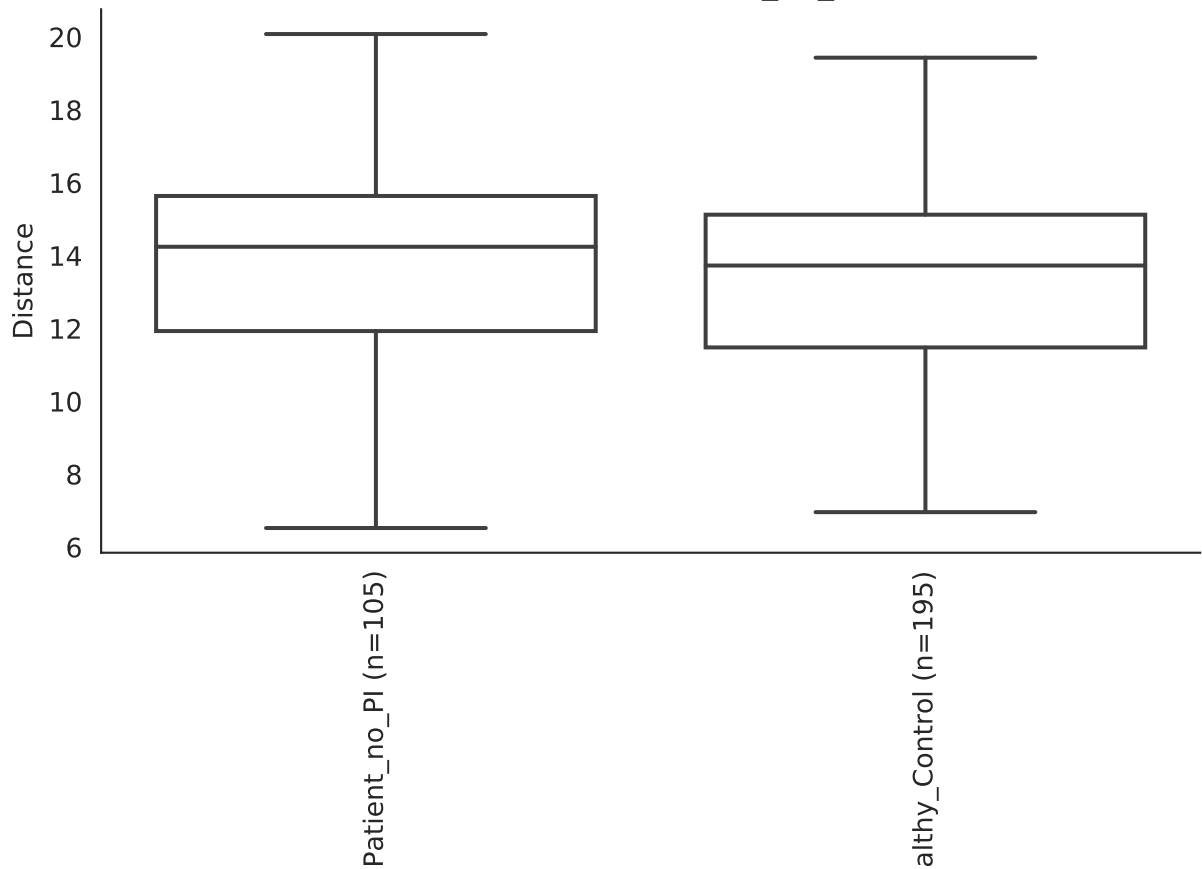 20
18
16
14
12
10
8
6
Distance
Patient_no_PI (n=105)
althy_Control (n=195)